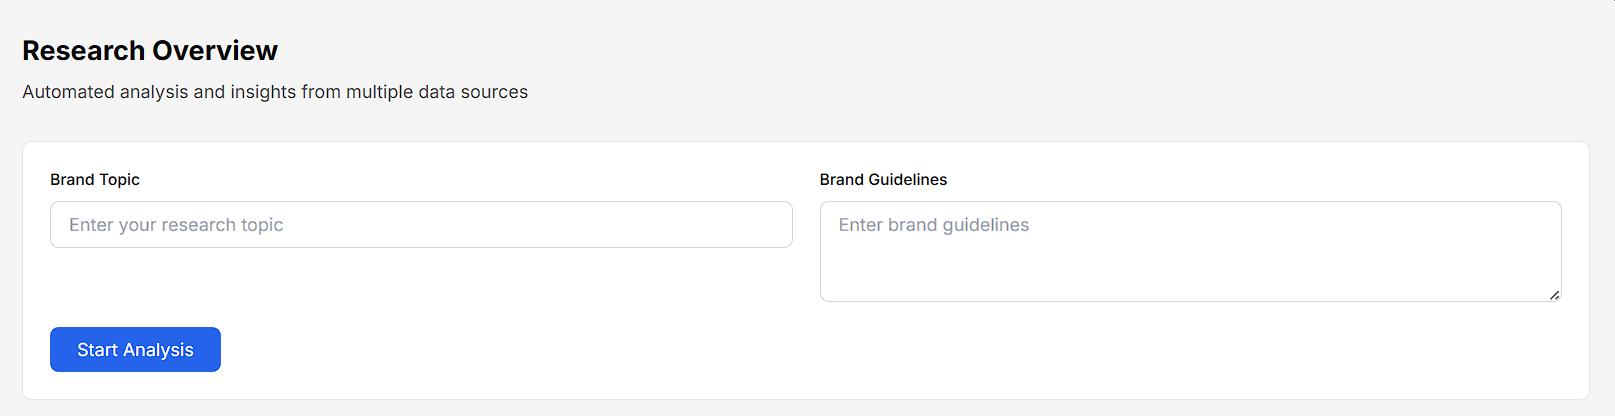 Research Overview
Automated analysis and insights from multiple data sources
Brand Topic
Enter your research topic
Brand Guidelines
Enter brand guidelines
Start Analysis